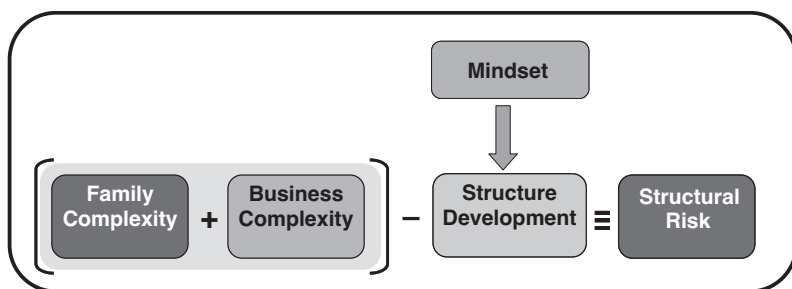 Mindset
Family
Complexity
+
Business
Complexity
−
Structure
Development
≡
Structural
Risk